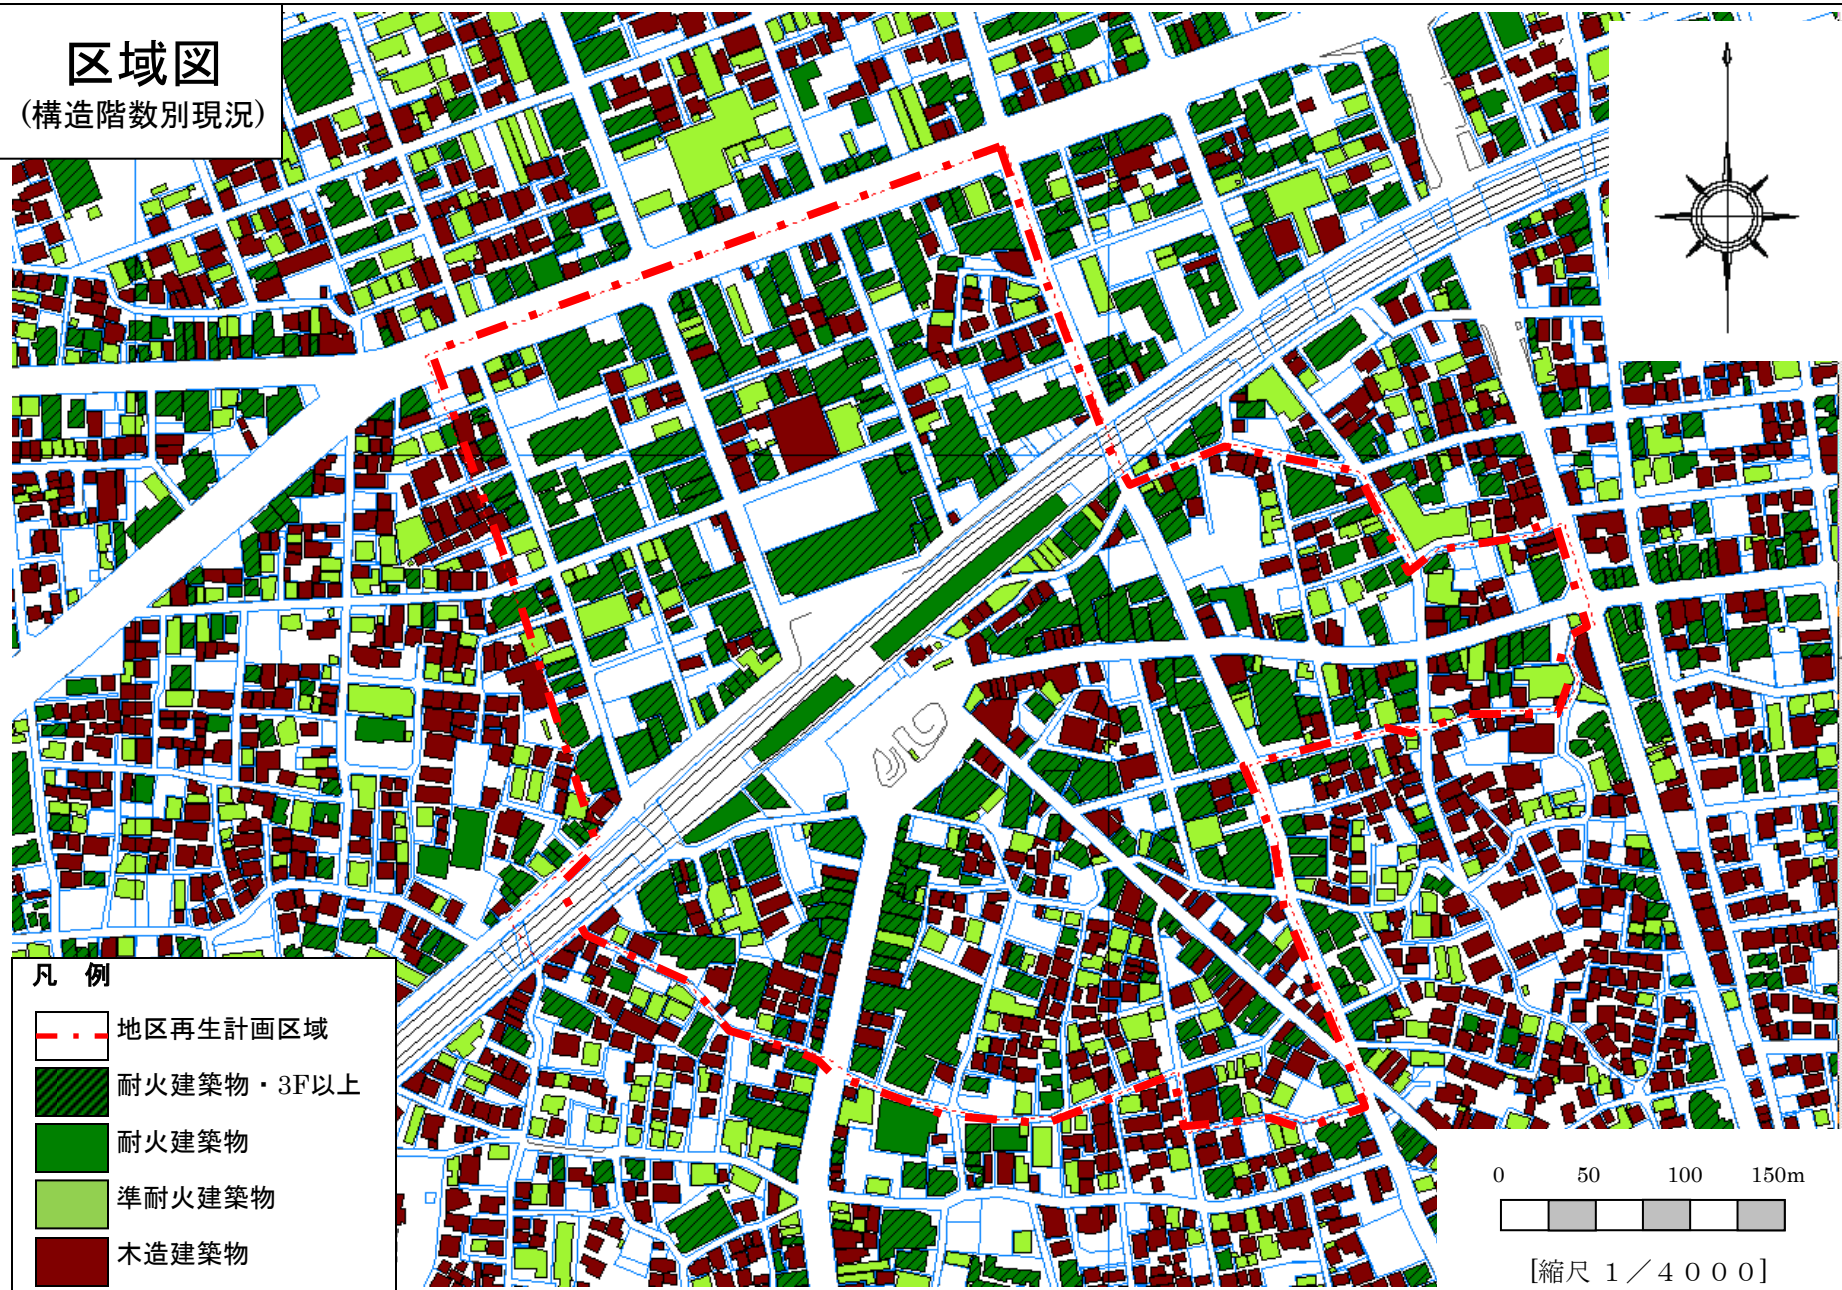 区域図
(構造階数別現況)
凡 例
地区再生計画区域
耐火建築物・3F以上
耐火建築物
準耐火建築物
木造建築物
0 50 100 150m
[縮尺 1／4０００]